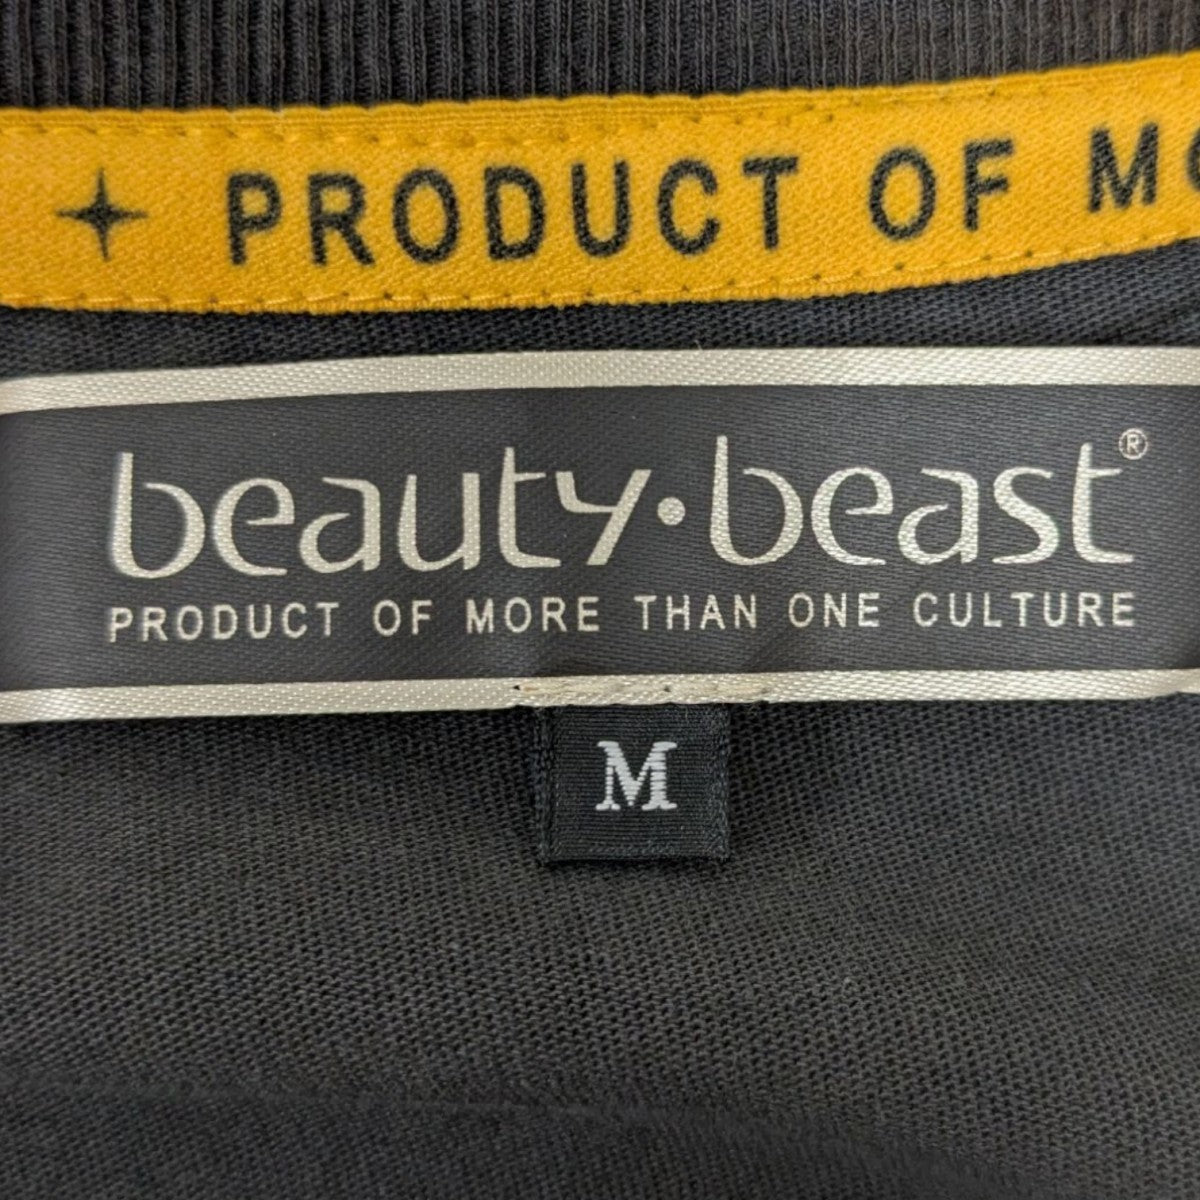 PRODUCT OF
beauty·beast®
PRODUCT OF MORE THAN ONE CULTURE
M